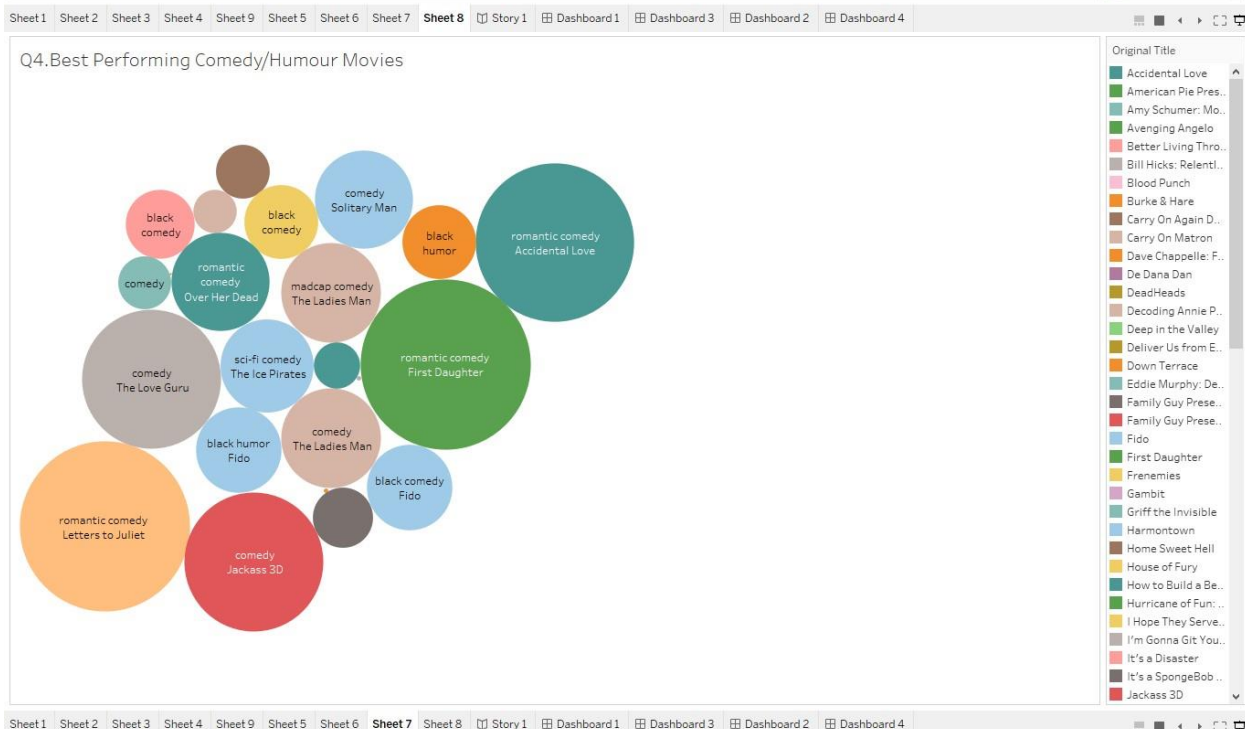 Sheet 1 Sheet 2 Sheet 3 Sheet 4 Sheet 9 Sheet 5 Sheet 6 Sheet 7 Sheet 8 Story 1 Dashboard 1 Dashboard 3 Dashboard 2 Dashboard 4
Q4.Best Performing Comedy/Humour Movies
comedy
Solitary Man
black
comedy
black
comedy
black
humor
romantic comedy
Accidental Love
comedy
romantic
comedy
Over Her Dead
madcap comedy
The Ladies Man
romantic comedy
First Daughter
sci-fi comedy
The Ice Pirates
comedy
The Love Guru
comedy
The Ladies Man
black humor
Fido
black comedy
Fido
romantic comedy
Letters to Juliet
comedy
Jackass 3D
Original Title
Accidental Love
American Pie Pres..
Amy Schumer: Mo..
Avenging Angelo
Better Living Thro..
Bill Hicks: Relentl..
Blood Punch
Burke & Hare
Carry On Again D..
Carry On Matron
Dave Chappelle: F..
De Dana Dan
DeadHeads
Decoding Annie P..
Deep in the Valley
Deliver Us from E..
Down Terrace
Eddie Murphy: De..
Family Guy Prese..
Family Guy Prese..
Fido
First Daughter
Frenemies
Gambit
Griff the Invisible
Harmontown
Home Sweet Hell
House of Fury
How to Build a Be..
Hurricane of Fun: ..
I Hope They Serve..
I'm Gonna Git You..
It's a Disaster
It's a SpongeBob ..
Jackass 3D
Sheet 1 Sheet 2 Sheet 3 Sheet 4 Sheet 9 Sheet 5 Sheet 6 Sheet 7 Sheet 8 Story 1 Dashboard 1 Dashboard 3 Dashboard 2 Dashboard 4